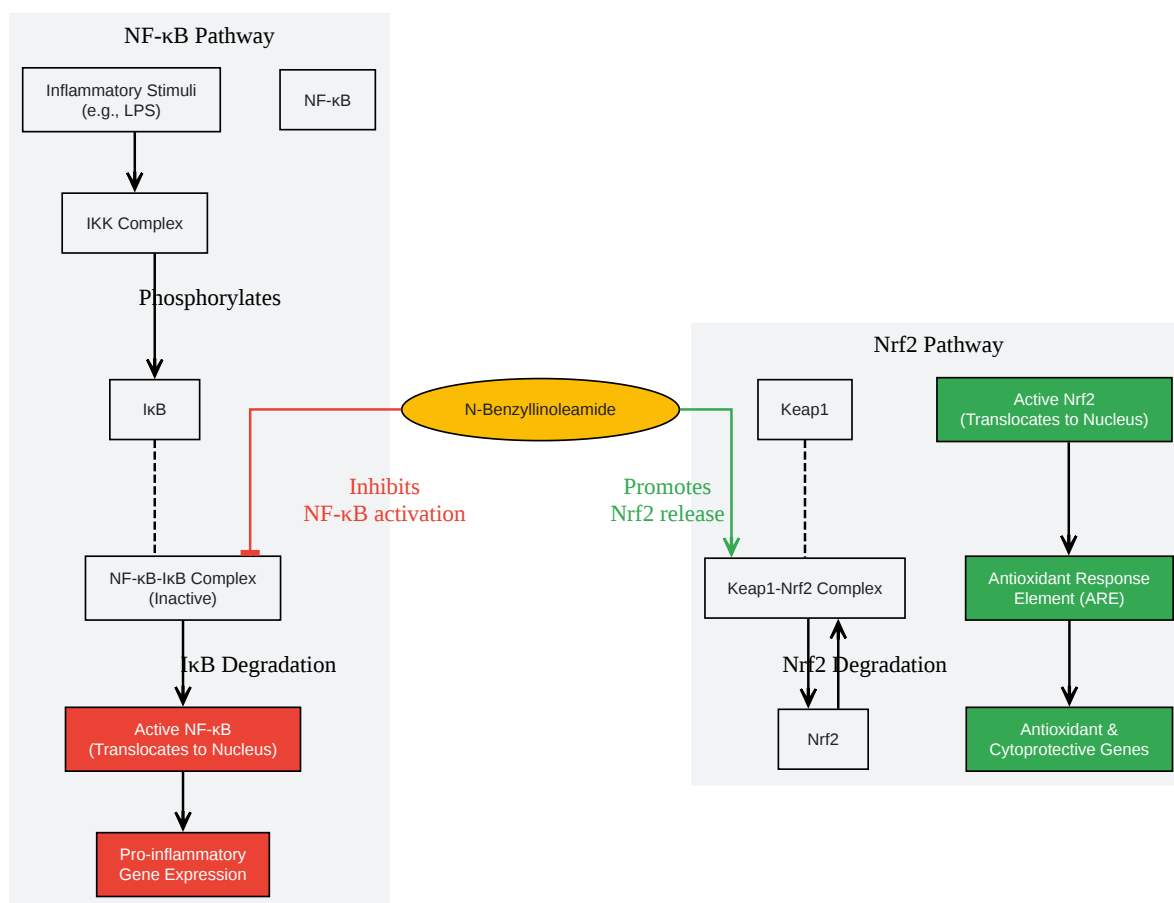 NF-κB Pathway
Inflammatory Stimuli
(e.g., LPS)
NF-κB
IKK Complex
Phosphorylates
IκB
NF-κB-IκB Complex
(Inactive)
IκB Degradation
Active NF-κB
(Translocates to Nucleus)
Pro-inflammatory
Gene Expression
N-Benzyllinoleamide
Inhibits
NF-κB activation
Promotes
Nrf2 release
Nrf2 Pathway
Keap1
Keap1-Nrf2 Complex
Nrf2 Degradation
Nrf2
Active Nrf2
(Translocates to Nucleus)
Antioxidant Response
Element (ARE)
Antioxidant &
Cytoprotective Genes